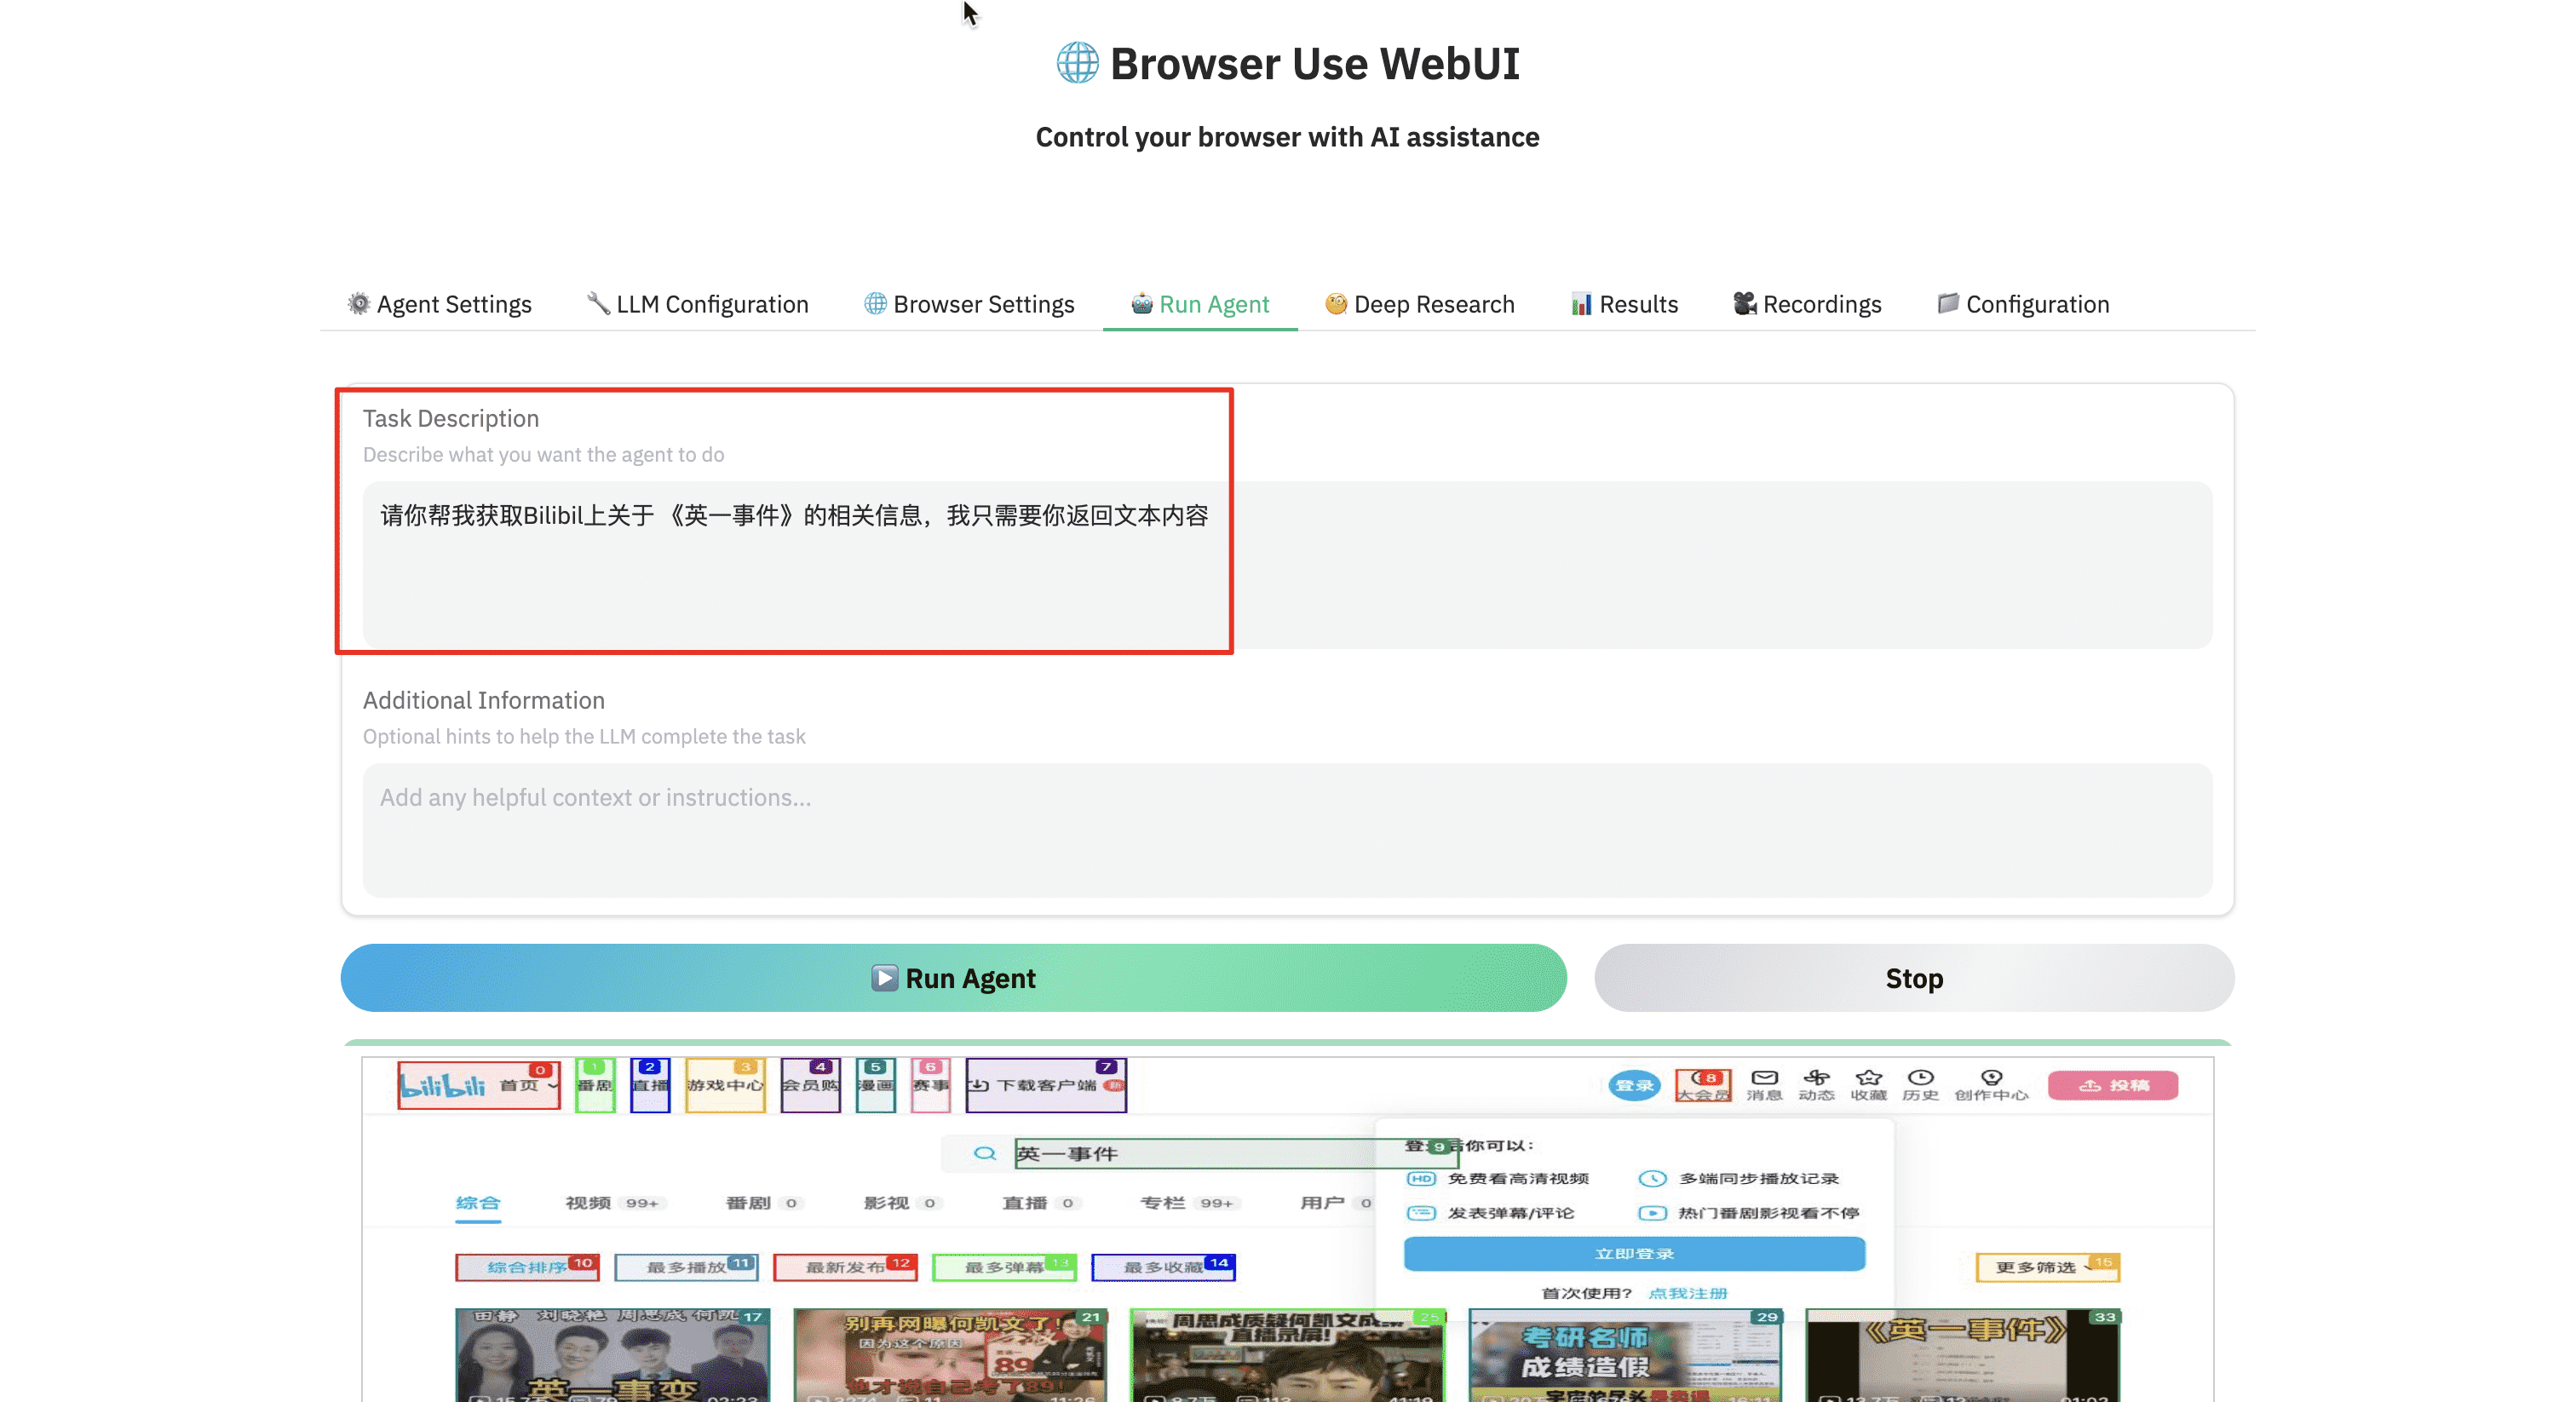 🌐 Browser Use WebUI
Control your browser with AI assistance
⚙️ Agent Settings
🔧 LLM Configuration
🌐 Browser Settings
🤖 Run Agent
🧐 Deep Research
📊 Results
🎥 Recordings
📁 Configuration
Task Description
Describe what you want the agent to do
请你帮我获取Bilibil上关于 《英一事件》的相关信息，我只需要你返回文本内容
Additional Information
Optional hints to help the LLM complete the task
Add any helpful context or instructions...
▶️ Run Agent
Stop
bilibili 首页 0
番剧 1
直播 2
游戏中心 3
会员购 4
漫画 5
赛事 6
下载客户端 7
登录
大会员 8
消息
动态
收藏
历史
创作中心
投稿
英一事件 9
后你可以:
免费看高清视频
多端同步播放记录
发表弹幕/评论
热门番剧影视看不停
立即登录
首次使用? 点我注册
综合
视频 99+
番剧 0
影视 0
直播 0
专栏 99+
用户 0
综合排序 10
最多播放 11
最新发布 12
最多弹幕 13
最多收藏 14
更多筛选 15
田静 刘晓艳 周思成 何凯 17
英一事变
别再网曝何凯文了! 21
因为这个原因
89
他才说自己考了89!
周思成质疑何凯文成 25
直播录屏!
考研名师 29
成绩造假
《英一事件》 33